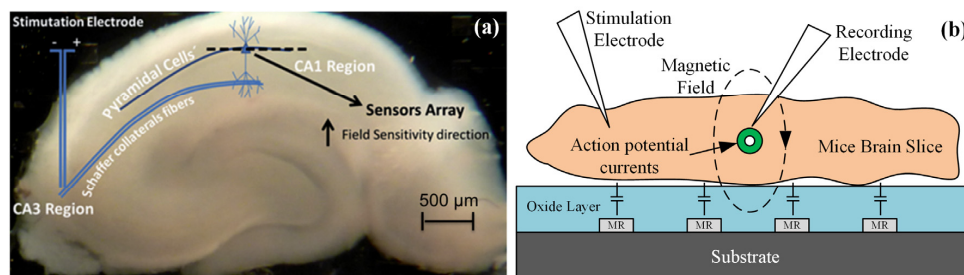 Stimutation Electrode
(a)
- +
Pyramidal Cells
CA1 Region
Schaffer collaterals fibers
Sensors Array
Field Sensitivity direction
CA3 Region
500 µm
Stimulation
Electrode
(b)
Recording
Electrode
Magnetic
Field
Action potential
currents
Mice Brain Slice
Oxide Layer
MR
MR
MR
MR
Substrate